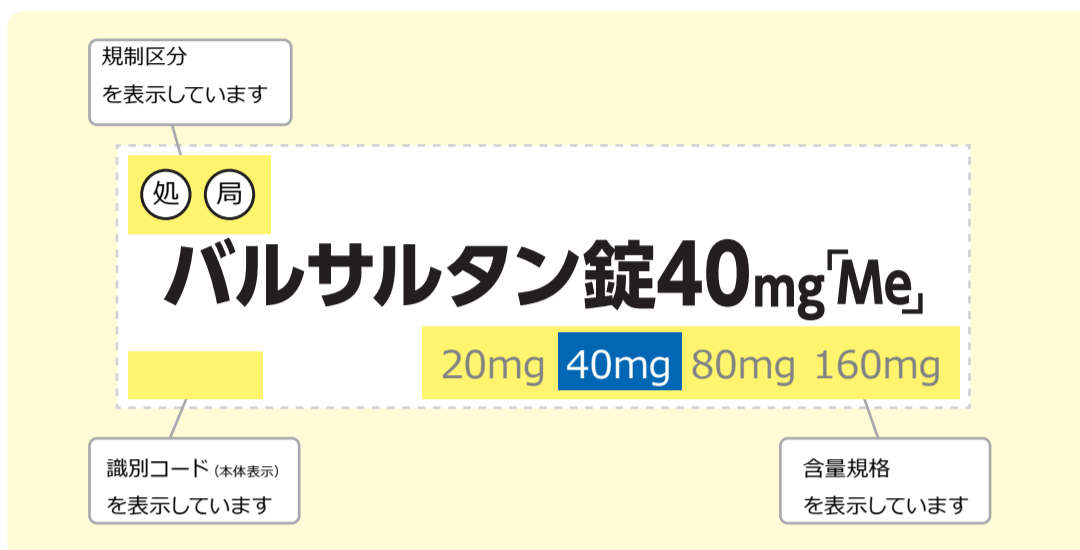 規制区分
を表示しています
処 局
バルサルタン錠40mg「Me」
20mg 40mg 80mg 160mg
識別コード(本体表示)
を表示しています
含量規格
を表示しています